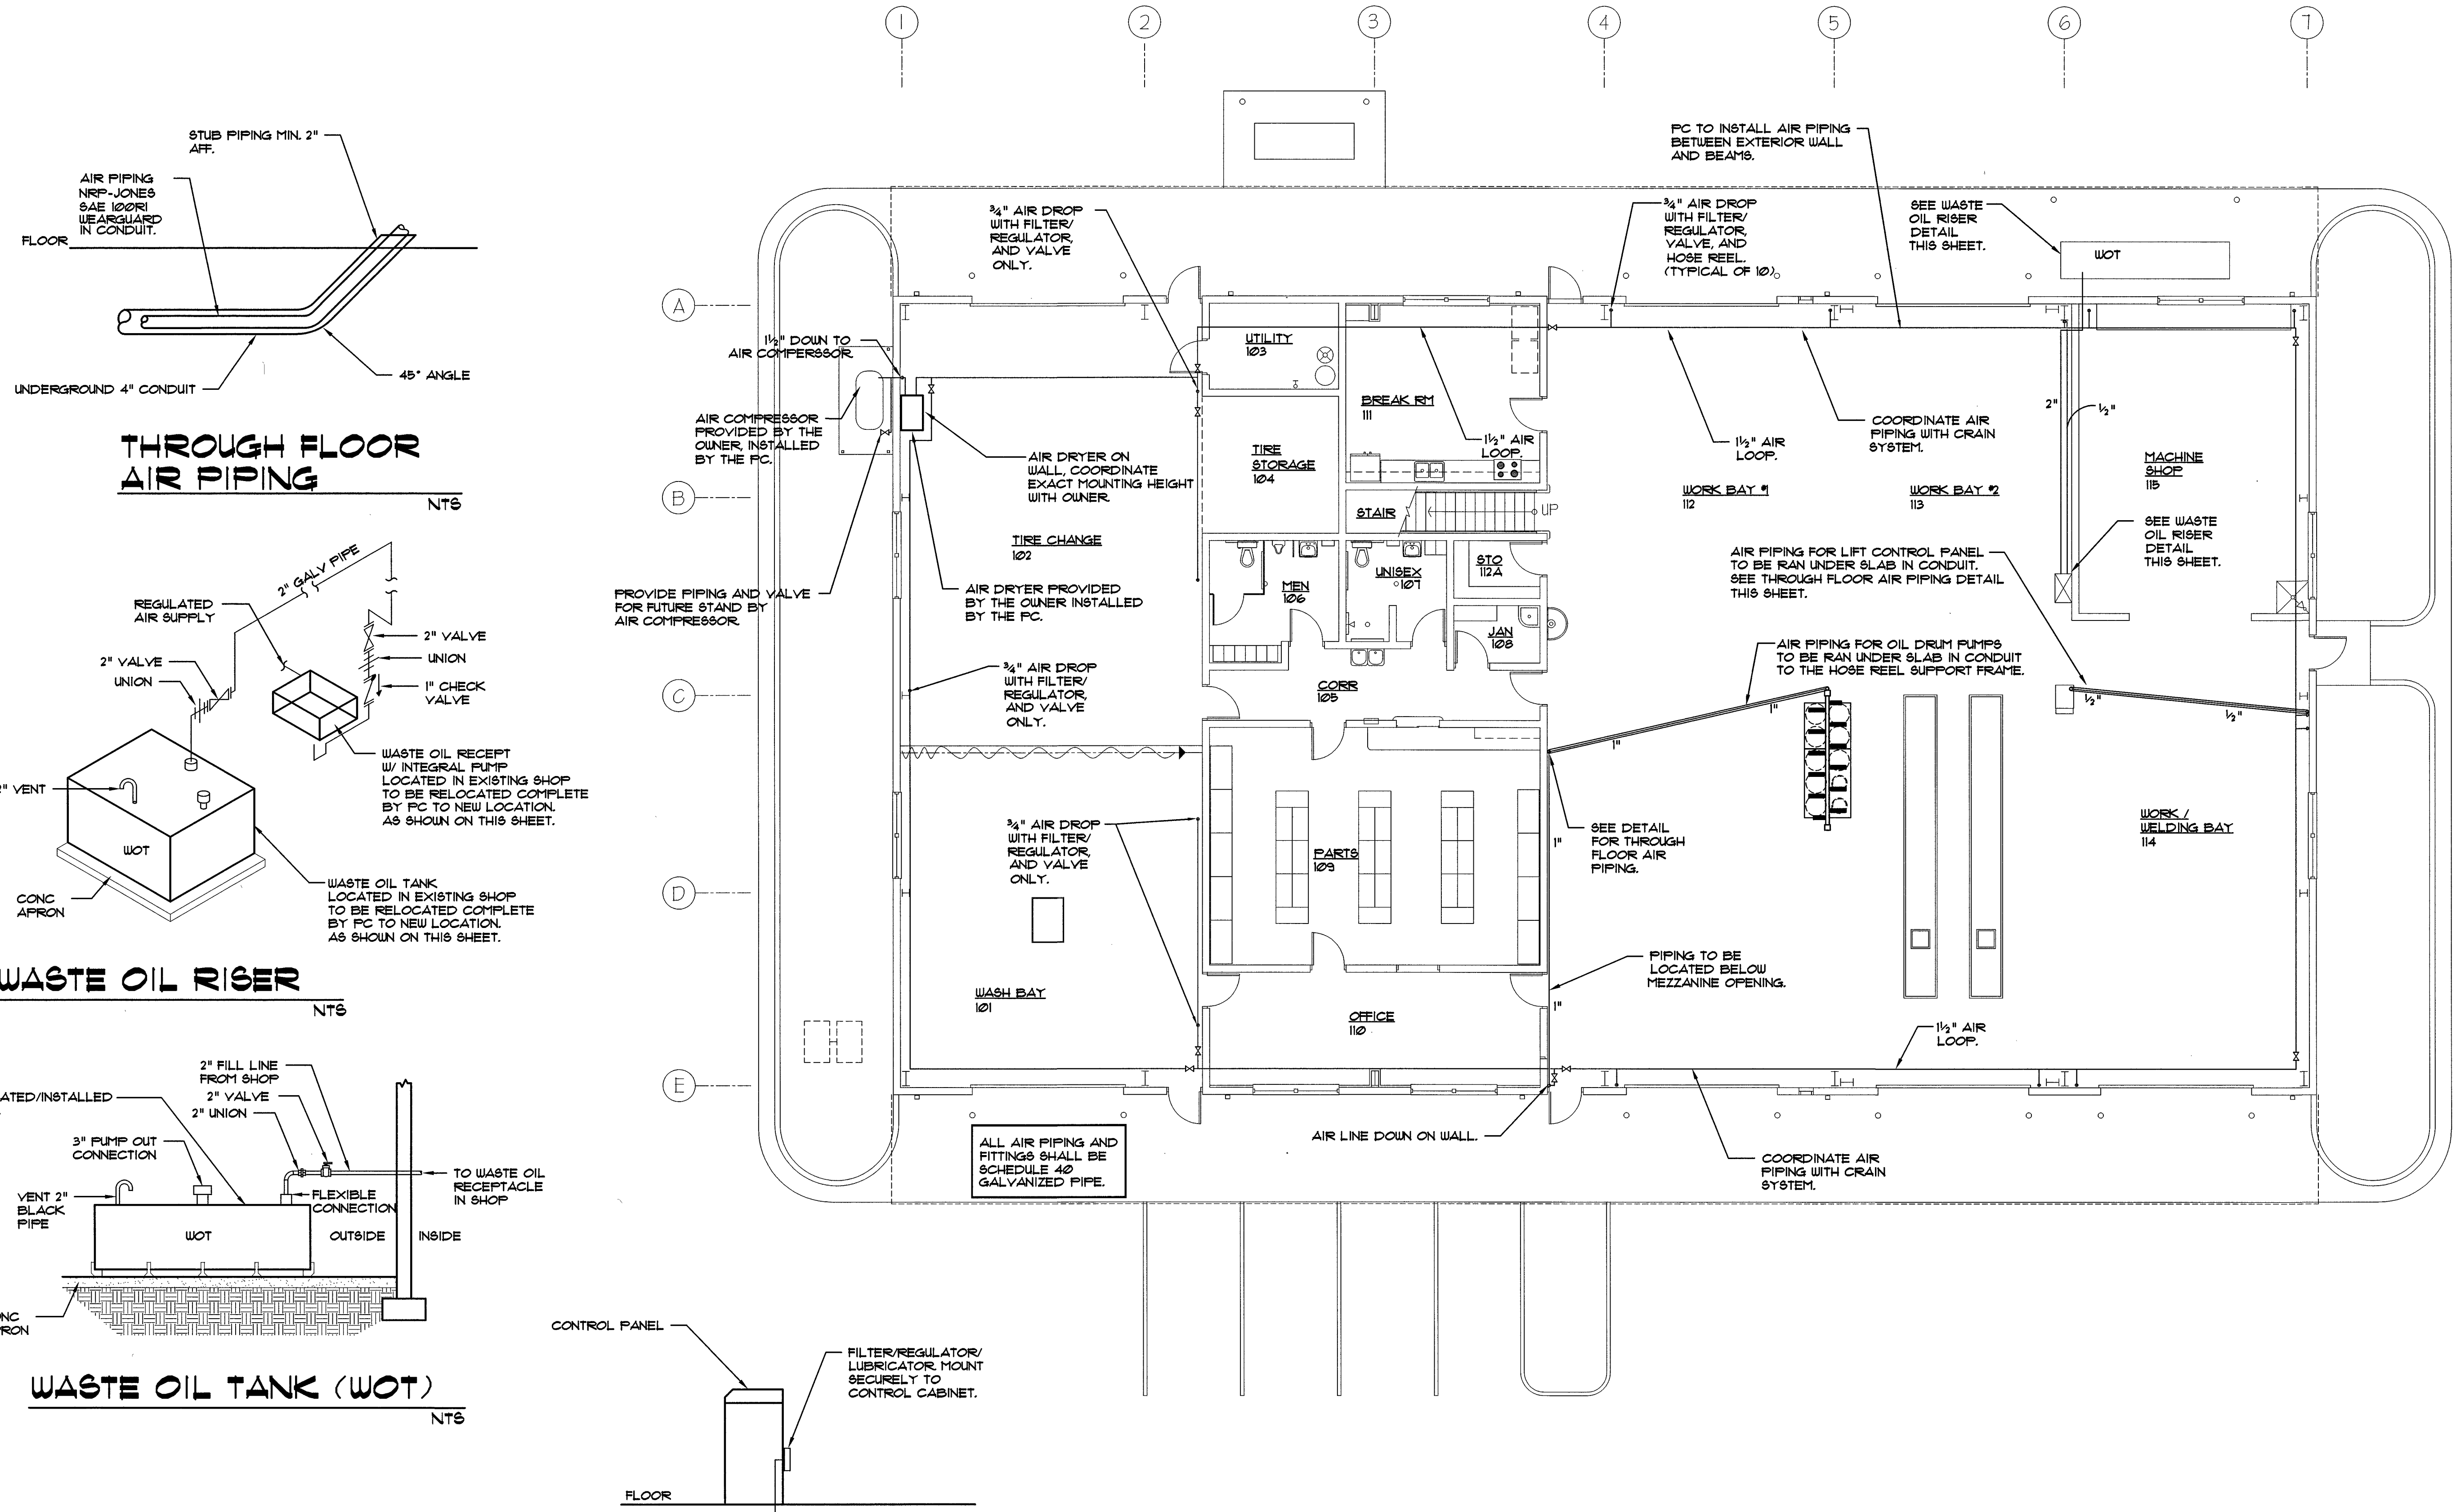 1
2
3
4
5
6
7
A
B
C
D
E
STUB PIPING MIN. 2"
AFF.
AIR PIPING
NRP-JONES
SAE 100R1
WEARGUARD
IN CONDUIT.
FLOOR
UNDERGROUND 4" CONDUIT
45° ANGLE
THROUGH FLOOR
AIR PIPING
NTS
2" GALV PIPE
REGULATED
AIR SUPPLY
2" VALVE
UNION
2" VALVE
UNION
1" CHECK
VALVE
WASTE OIL RECEPT
W/ INTEGRAL PUMP
LOCATED IN EXISTING SHOP
TO BE RELOCATED COMPLETE
BY PC TO NEW LOCATION.
AS SHOWN ON THIS SHEET.
2" VENT
WOT
CONC
APRON
WASTE OIL TANK
LOCATED IN EXISTING SHOP
TO BE RELOCATED COMPLETE
BY PC TO NEW LOCATION.
AS SHOWN ON THIS SHEET.
WASTE OIL RISER
NTS
2" FILL LINE
FROM SHOP
2" VALVE
2" UNION
ATED/INSTALLED
3" PUMP OUT
CONNECTION
VENT 2"
BLACK
PIPE
FLEXIBLE
CONNECTION
TO WASTE OIL
RECEPTACLE
IN SHOP
WOT
OUTSIDE
INSIDE
NC
RON
WASTE OIL TANK (WOT)
NTS
CONTROL PANEL
FILTER/REGULATOR/
LUBRICATOR. MOUNT
SECURELY TO
CONTROL CABINET.
FLOOR
PC TO INSTALL AIR PIPING
BETWEEN EXTERIOR WALL
AND BEAMS.
3/4" AIR DROP
WITH FILTER/
REGULATOR,
AND VALVE
ONLY.
3/4" AIR DROP
WITH FILTER/
REGULATOR,
VALVE, AND
HOSE REEL.
(TYPICAL OF 10)
SEE WASTE
OIL RISER
DETAIL
THIS SHEET.
WOT
1 1/2" DOWN TO
AIR COMPERSSOR.
UTILITY
103
BREAK RM
111
AIR COMPRESSOR
PROVIDED BY THE
OWNER, INSTALLED
BY THE PC.
AIR DRYER ON
WALL, COORDINATE
EXACT MOUNTING HEIGHT
WITH OWNER.
TIRE
STORAGE
104
1 1/2" AIR
LOOP.
1 1/2" AIR
LOOP.
COORDINATE AIR
PIPING WITH CRAIN
SYSTEM.
2"
1/2"
MACHINE
SHOP
115
WORK BAY #1
112
WORK BAY #2
113
STAIR
UP
TIRE CHANGE
102
SEE WASTE
OIL RISER
DETAIL
THIS SHEET.
PROVIDE PIPING AND VALVE
FOR FUTURE STAND BY
AIR COMPRESSOR.
AIR DRYER PROVIDED
BY THE OWNER INSTALLED
BY THE PC.
MEN
106
UNISEX
107
STO
112A
JAN
108
AIR PIPING FOR LIFT CONTROL PANEL
TO BE RAN UNDER SLAB IN CONDUIT.
SEE THROUGH FLOOR AIR PIPING DETAIL
THIS SHEET.
AIR PIPING FOR OIL DRUM PUMPS
TO BE RAN UNDER SLAB IN CONDUIT
TO THE HOSE REEL SUPPORT FRAME.
3/4" AIR DROP
WITH FILTER/
REGULATOR,
AND VALVE
ONLY.
CORR
105
1"
1"
1/2"
1/2"
3/4" AIR DROP
WITH FILTER/
REGULATOR,
AND VALVE
ONLY.
PARTS
109
1"
SEE DETAIL
FOR THROUGH
FLOOR AIR
PIPING.
WORK /
WELDING BAY
114
PIPING TO BE
LOCATED BELOW
MEZZANINE OPENING.
WASH BAY
101
OFFICE
110
1"
1 1/2" AIR
LOOP.
ALL AIR PIPING AND
FITTINGS SHALL BE
SCHEDULE 40
GALVANIZED PIPE.
AIR LINE DOWN ON WALL.
COORDINATE AIR
PIPING WITH CRAIN
SYSTEM.